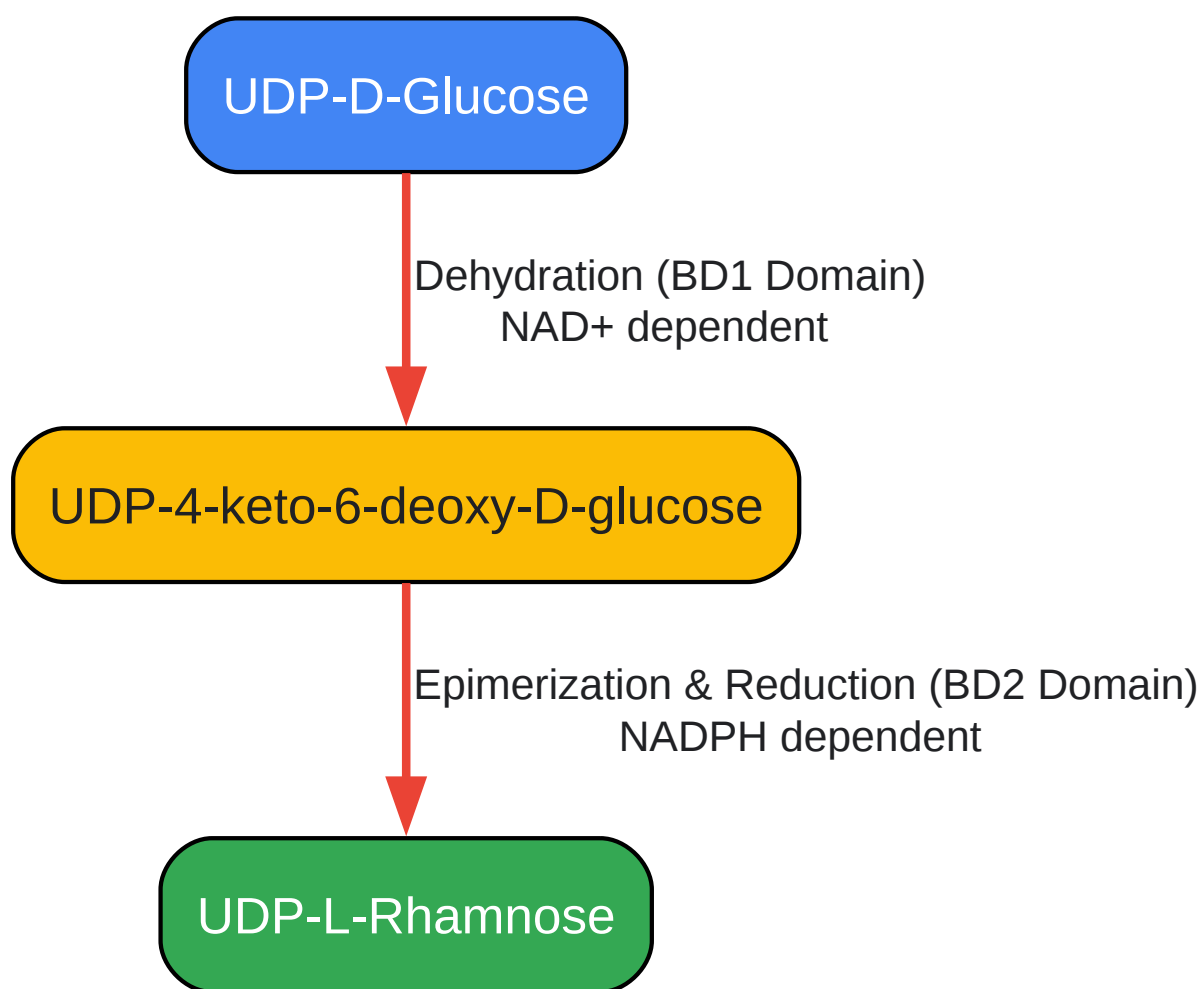 UDP-D-Glucose
Dehydration (BD1 Domain)
NAD+ dependent
UDP-4-keto-6-deoxy-D-glucose
Epimerization & Reduction (BD2 Domain)
NADPH dependent
UDP-L-Rhamnose